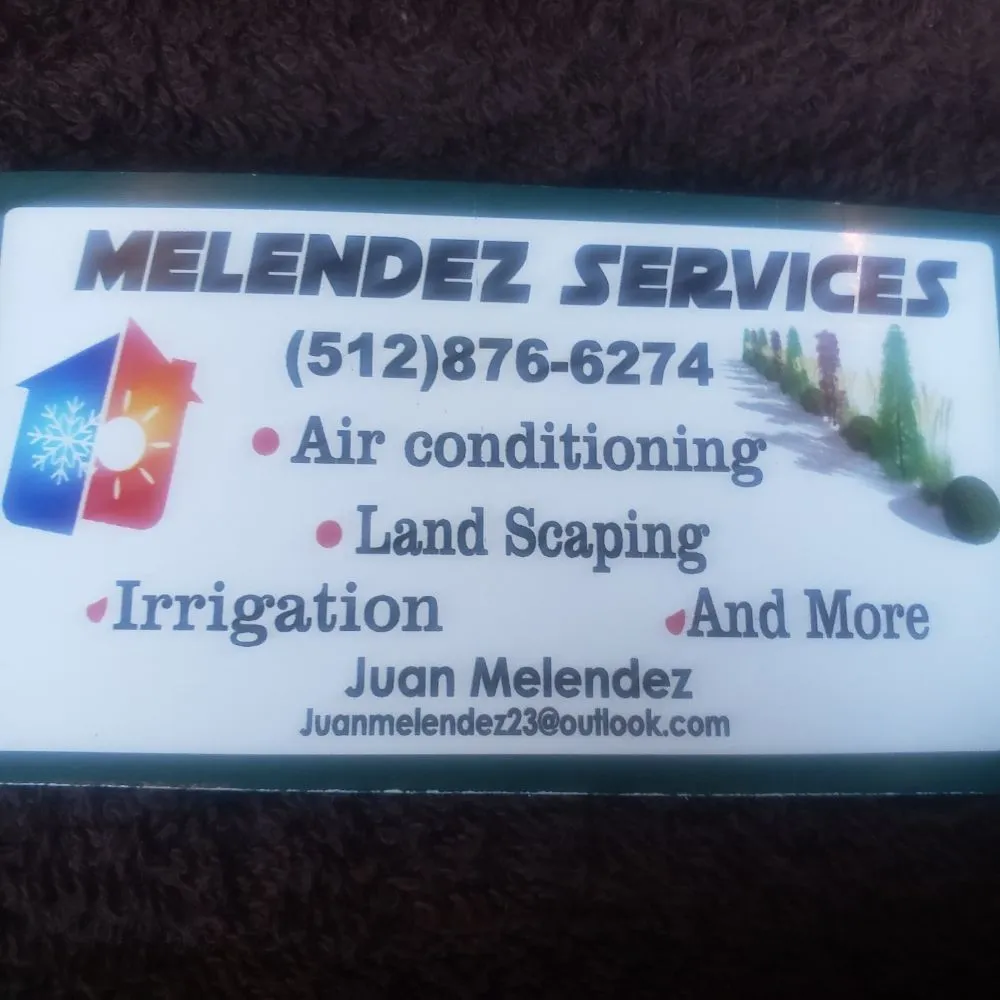 MELENDEZ SERVICES
(512)876-6274
Air conditioning
Land Scaping
Irrigation And More
Juan Melendez
Juanmelendez23@outlook.com